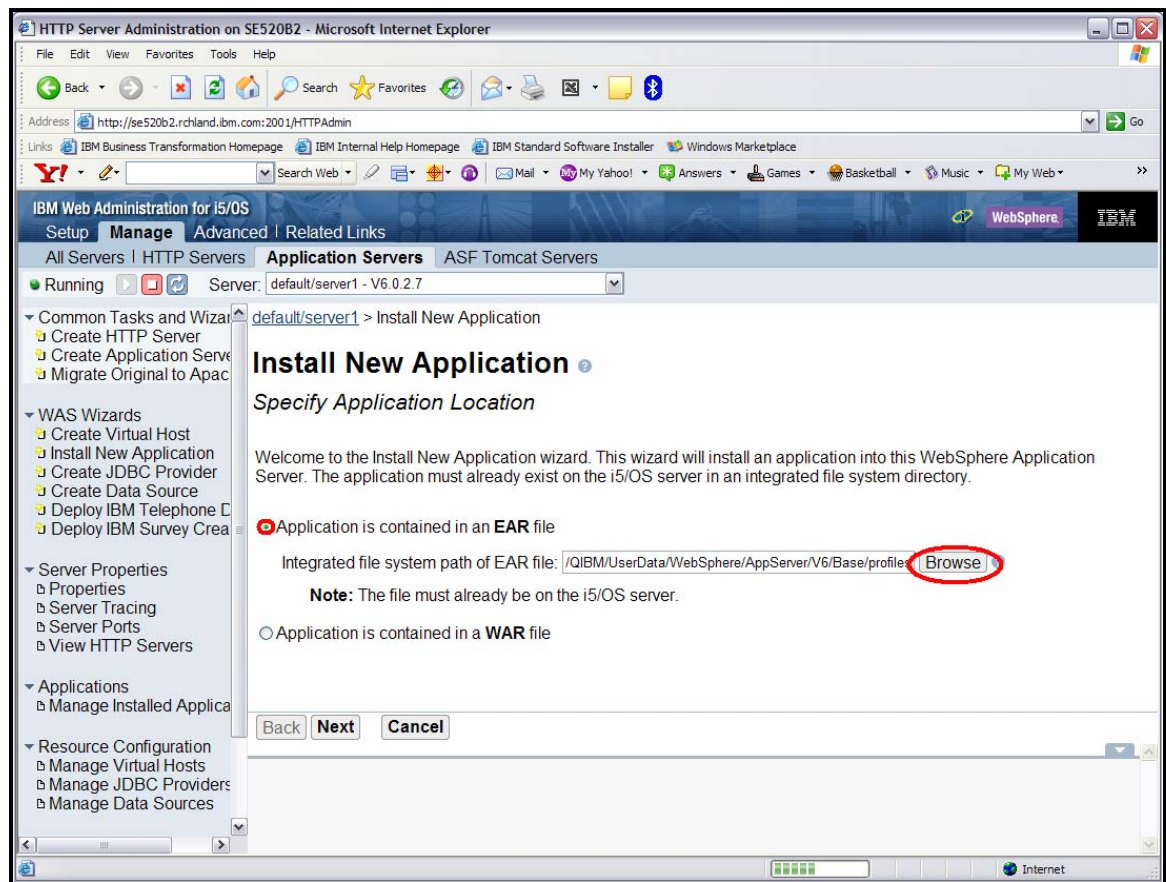 HTTP Server Administration on SE520B2 - Microsoft Internet Explorer
File Edit View Favorites Tools Help
Back Search Favorites
Address http://se520b2.rchland.ibm.com:2001/HTTPAdmin Go
Links IBM Business Transformation Homepage IBM Internal Help Homepage IBM Standard Software Installer Windows Marketplace
Y! Search Web Mail My Yahoo! Answers Games Basketball Music My Web >>
IBM Web Administration for i5/OS WebSphere IBM
Setup Manage Advanced | Related Links
All Servers | HTTP Servers Application Servers ASF Tomcat Servers
Running Server: default/server1 - V6.0.2.7
Common Tasks and Wizar
Create HTTP Server
Create Application Serve
Migrate Original to Apac
WAS Wizards
Create Virtual Host
Install New Application
Create JDBC Provider
Create Data Source
Deploy IBM Telephone D
Deploy IBM Survey Crea
Server Properties
Properties
Server Tracing
Server Ports
View HTTP Servers
Applications
Manage Installed Applica
Resource Configuration
Manage Virtual Hosts
Manage JDBC Providers
Manage Data Sources
default/server1 > Install New Application
Install New Application
Specify Application Location
Welcome to the Install New Application wizard. This wizard will install an application into this WebSphere Application
Server. The application must already exist on the i5/OS server in an integrated file system directory.
Application is contained in an EAR file
Integrated file system path of EAR file: /QIBM/UserData/WebSphere/AppServer/V6/Base/profiles Browse
Note: The file must already be on the i5/OS server.
Application is contained in a WAR file
Back Next Cancel
Internet